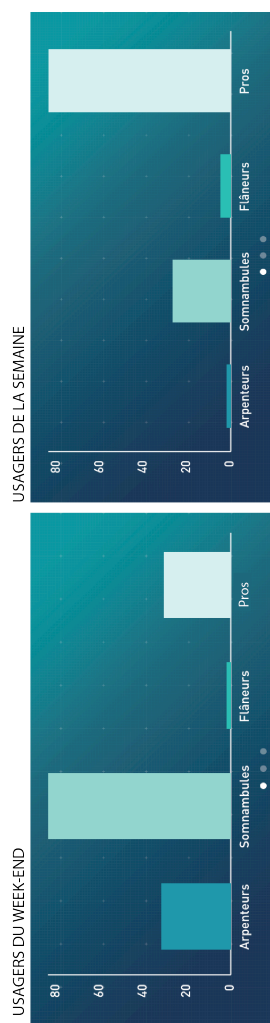 USAGERS DU WEEK-END
80
60
40
20
0
Arpenteurs Somnambules Flâneurs Pros
USAGERS DE LA SEMAINE
80
60
40
20
0
Arpenteurs Somnambules Flâneurs Pros